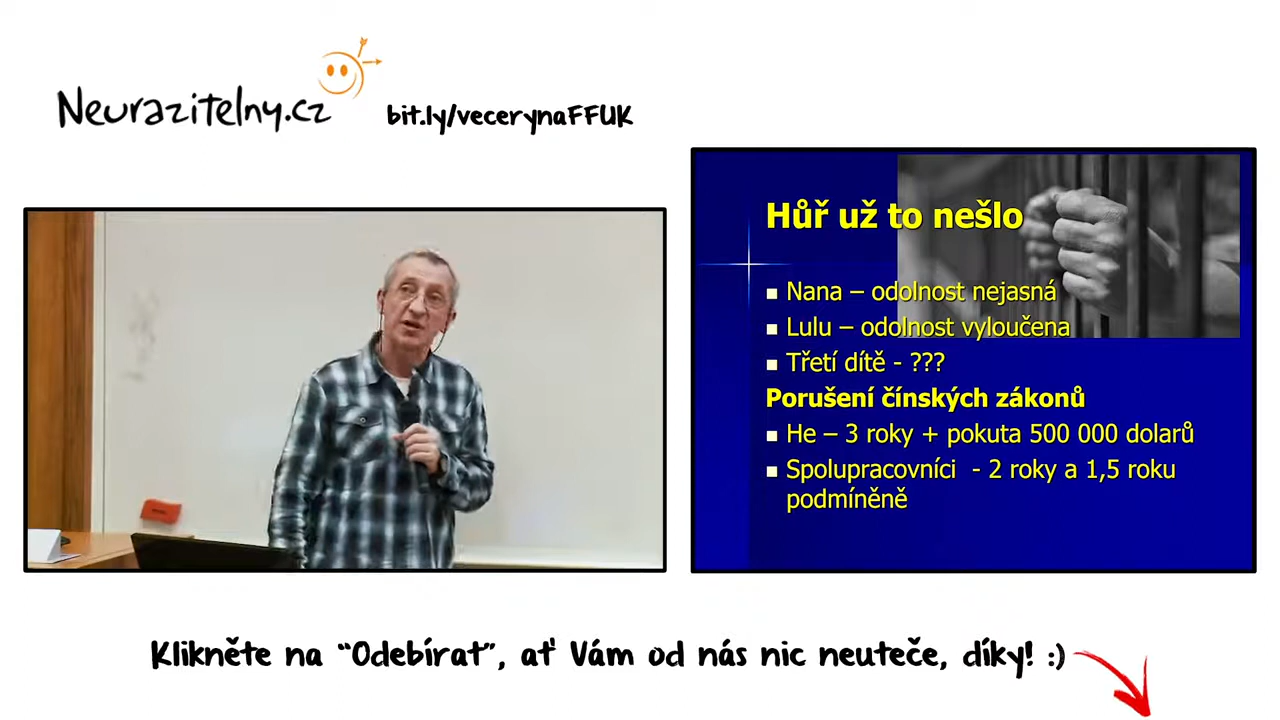 Neurazitelny.cz
bit.ly/vecerynaFFUK
Hůř už to nešlo
Nana – odolnost nejasná
Lulu – odolnost vyloučena
Třetí dítě - ???
Porušení čínských zákonů
He – 3 roky + pokuta 500 000 dolarů
Spolupracovníci - 2 roky a 1,5 roku
podmíněně
Klikněte na “Odebírat”, ať Vám od nás nic neuteče, díky! :)